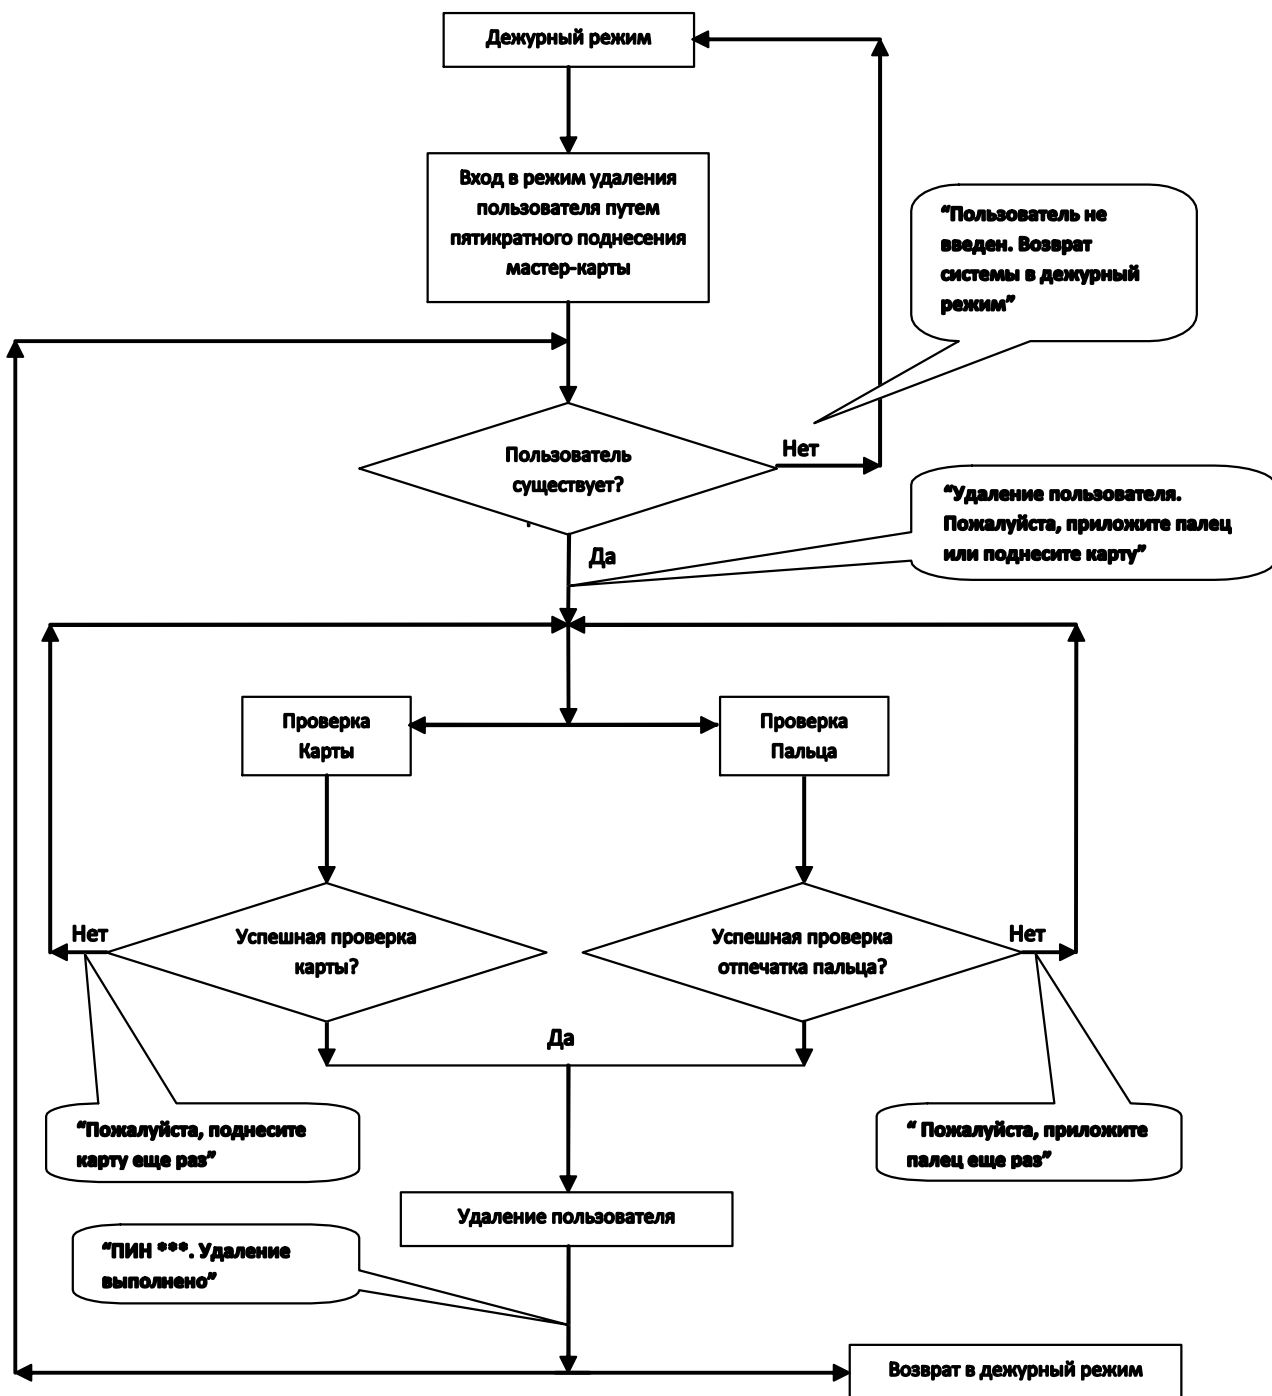 Дежурный режим
Вход в режим удаления
пользователя путем
пятикратного поднесения
мастер-карты
“Пользователь не
введен. Возврат
системы в дежурный
режим”
Пользователь
существует?
Нет
“Удаление пользователя.
Пожалуйста, приложите палец
или поднесите карту”
Да
Проверка
Карты
Проверка
Пальца
Нет
Успешная проверка
карты?
Успешная проверка
отпечатка пальца?
Нет
Да
“Пожалуйста, поднесите
карту еще раз”
“ Пожалуйста, приложите
палец еще раз”
Удаление пользователя
“ПИН ***. Удаление
выполнено”
Возврат в дежурный режим